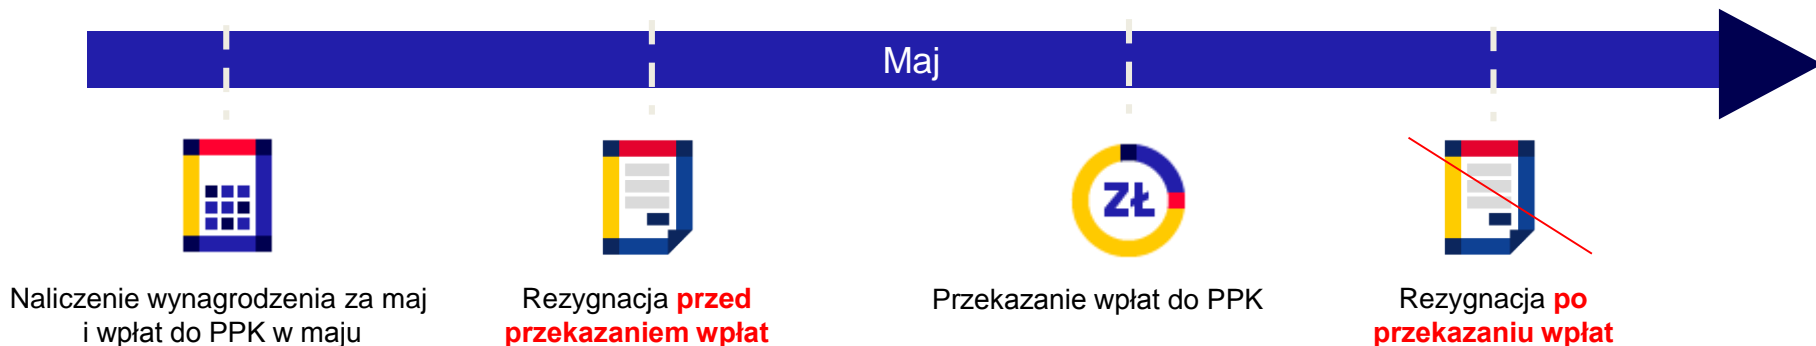 Maj
ZŁ
Naliczenie wynagrodzenia za maj
i wpłat do PPK w maju
Rezygnacja przed
przekazaniem wpłat
Przekazanie wpłat do PPK
Rezygnacja po
przekazaniu wpłat